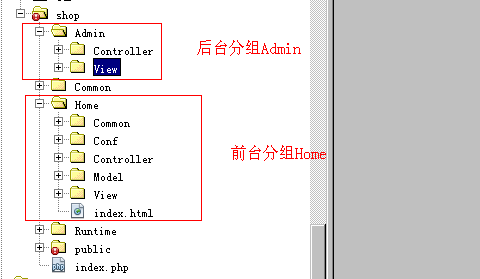 shop
Admin
Controller
View
后台分组Admin
Common
Home
Common
Conf
Controller
Model
View
index.html
前台分组Home
Runtime
public
index.php